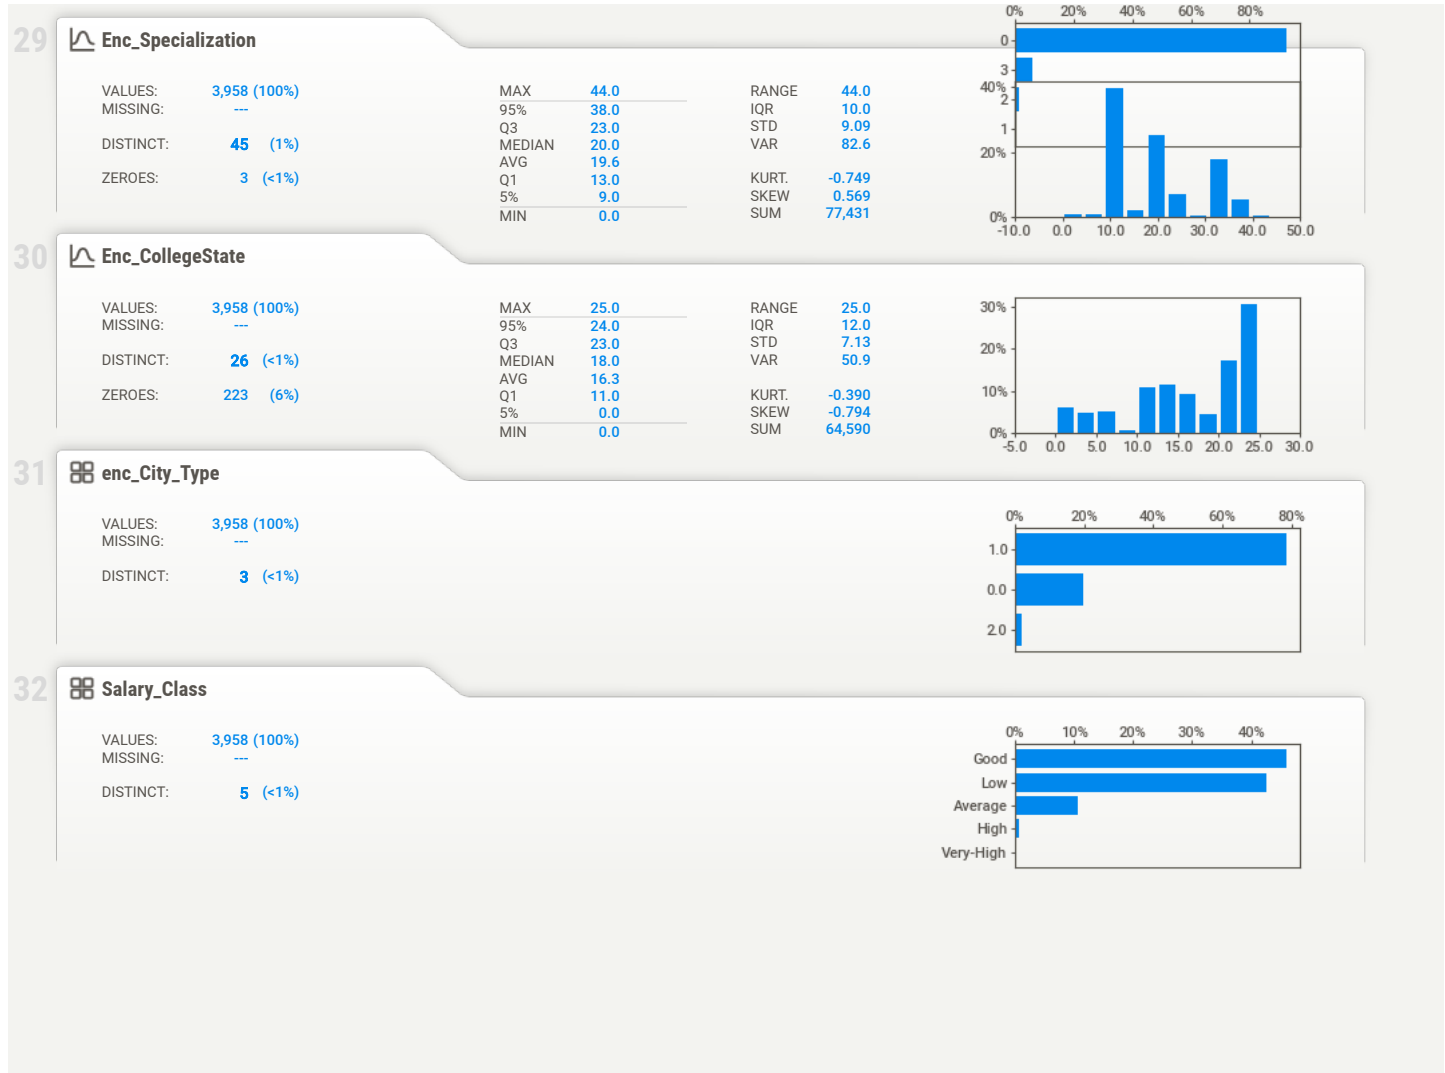 29 Enc_Specialization
VALUES: 3,958 (100%)
MISSING: ---
DISTINCT: 45 (1%)
ZEROES: 3 (<1%)
MAX 44.0
95% 38.0
Q3 23.0
MEDIAN 20.0
AVG 19.6
Q1 13.0
5% 9.0
MIN 0.0
RANGE 44.0
IQR 10.0
STD 9.09
VAR 82.6
KURT. -0.749
SKEW 0.569
SUM 77,431
0% 20% 40% 60% 80%
0
3
40%
2
1
20%
0%
-10.0 0.0 10.0 20.0 30.0 40.0 50.0
30 Enc_CollegeState
VALUES: 3,958 (100%)
MISSING: ---
DISTINCT: 26 (<1%)
ZEROES: 223 (6%)
MAX 25.0
95% 24.0
Q3 23.0
MEDIAN 18.0
AVG 16.3
Q1 11.0
5% 0.0
MIN 0.0
RANGE 25.0
IQR 12.0
STD 7.13
VAR 50.9
KURT. -0.390
SKEW -0.794
SUM 64,590
30%
20%
10%
0%
-5.0 0.0 5.0 10.0 15.0 20.0 25.0 30.0
31 enc_City_Type
VALUES: 3,958 (100%)
MISSING: ---
DISTINCT: 3 (<1%)
0% 20% 40% 60% 80%
1.0
0.0
2.0
32 Salary_Class
VALUES: 3,958 (100%)
MISSING: ---
DISTINCT: 5 (<1%)
0% 10% 20% 30% 40%
Good
Low
Average
High
Very-High